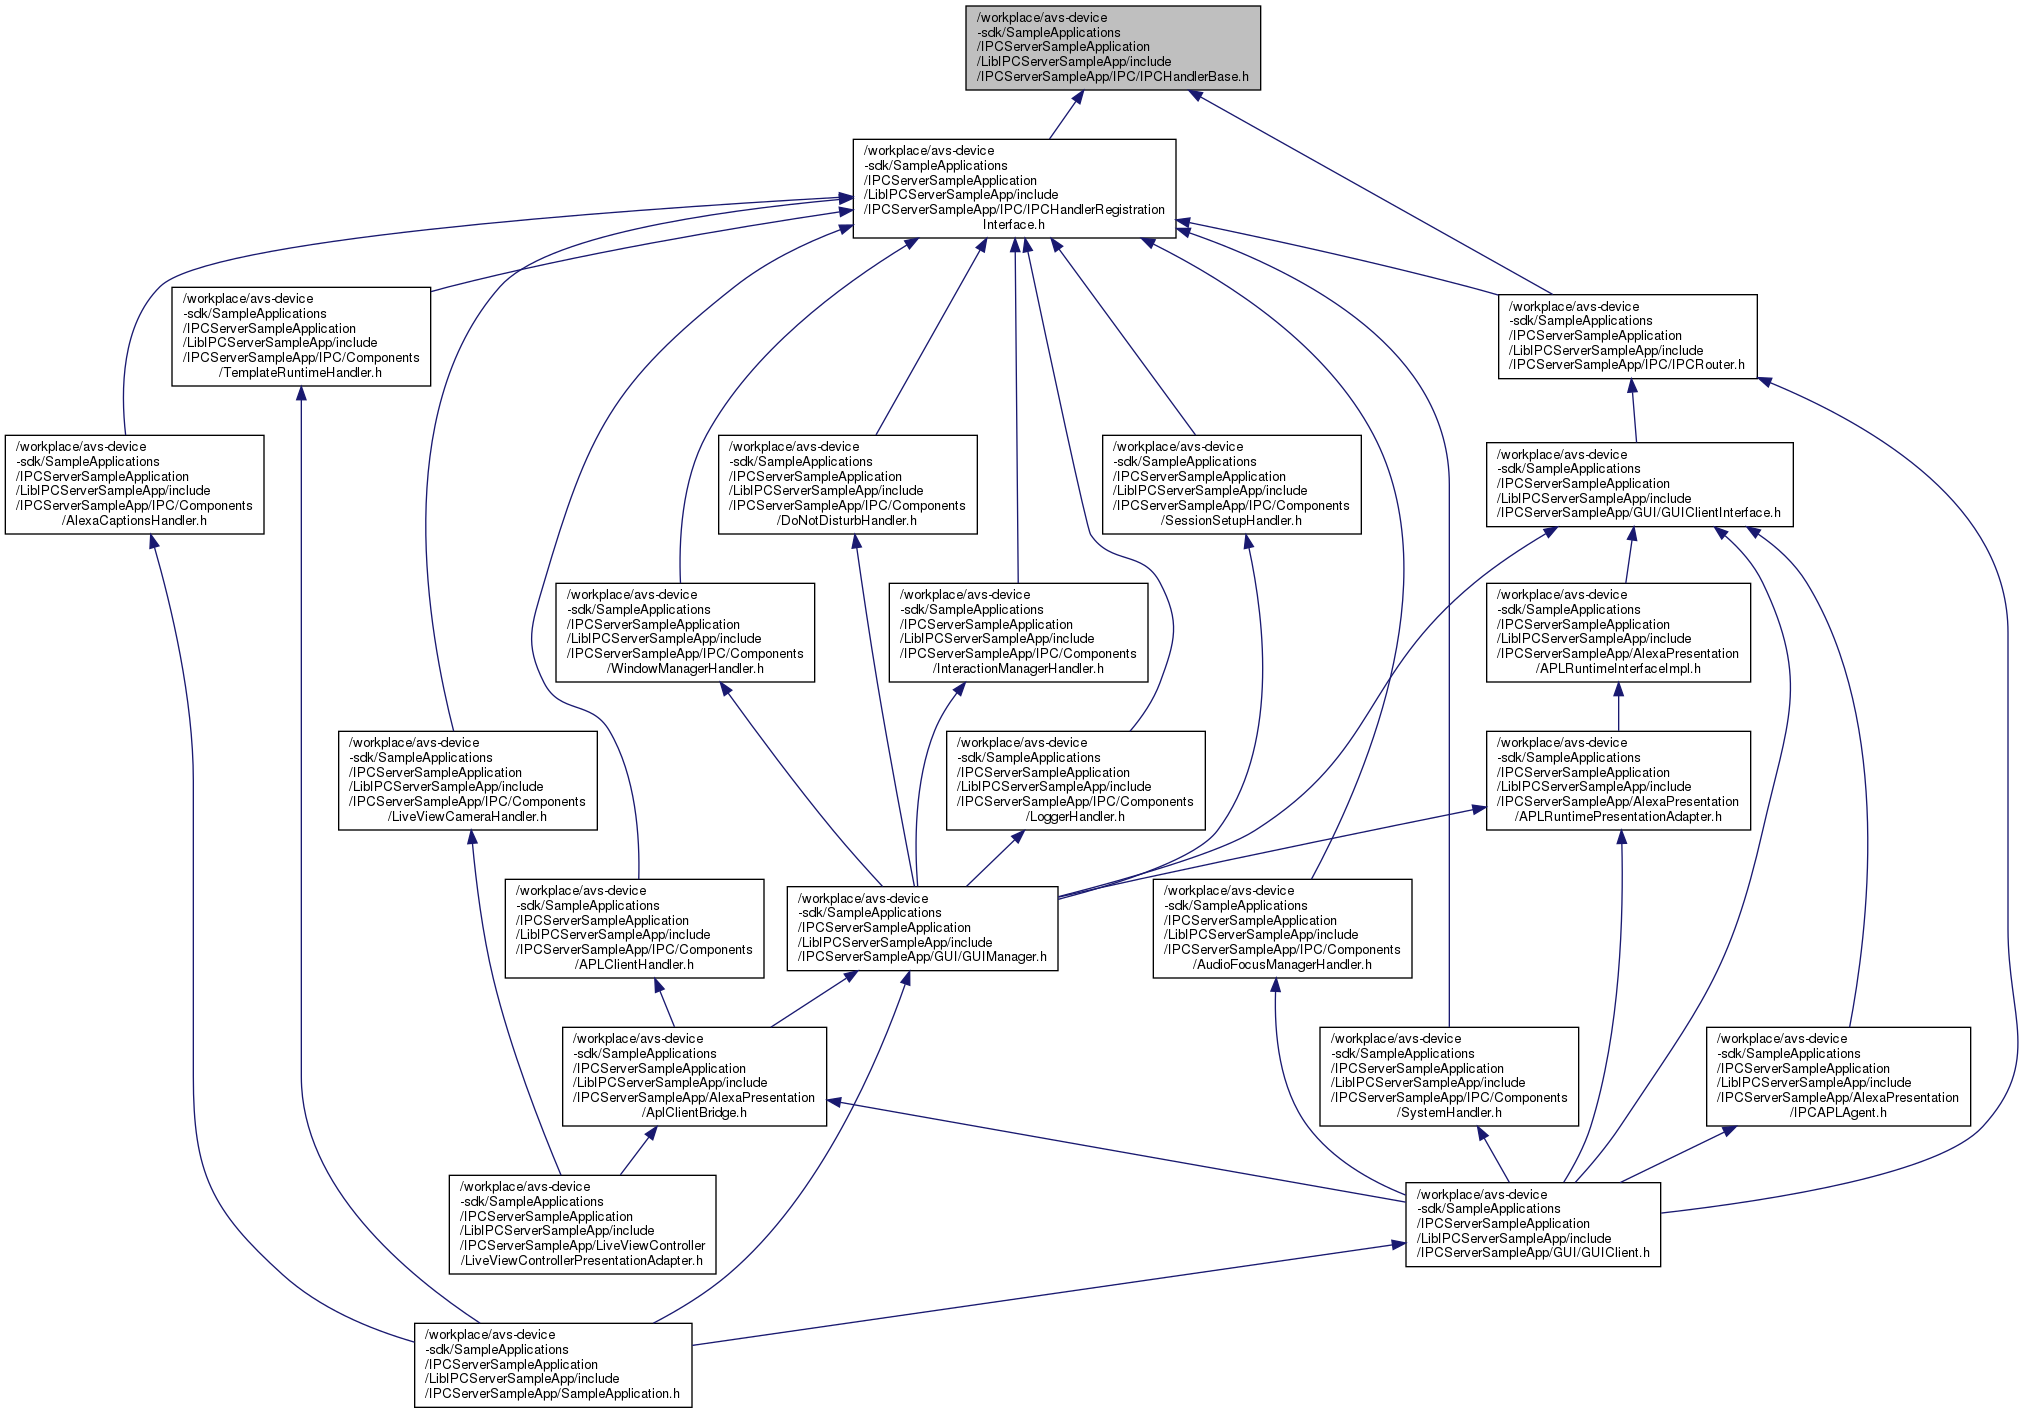 /workplace/avs-device
-sdk/SampleApplications
/IPCServerSampleApplication
/LibIPCServerSampleApp/include
/IPCServerSampleApp/IPC/IPCHandlerBase.h
/workplace/avs-device
-sdk/SampleApplications
/IPCServerSampleApplication
/LibIPCServerSampleApp/include
/IPCServerSampleApp/IPC/IPCHandlerRegistration
Interface.h
/workplace/avs-device
-sdk/SampleApplications
/IPCServerSampleApplication
/LibIPCServerSampleApp/include
/IPCServerSampleApp/IPC/Components
/TemplateRuntimeHandler.h
/workplace/avs-device
-sdk/SampleApplications
/IPCServerSampleApplication
/LibIPCServerSampleApp/include
/IPCServerSampleApp/IPC/IPCRouter.h
/workplace/avs-device
-sdk/SampleApplications
/IPCServerSampleApplication
/LibIPCServerSampleApp/include
/IPCServerSampleApp/IPC/Components
/AlexaCaptionsHandler.h
/workplace/avs-device
-sdk/SampleApplications
/IPCServerSampleApplication
/LibIPCServerSampleApp/include
/IPCServerSampleApp/IPC/Components
/DoNotDisturbHandler.h
/workplace/avs-device
-sdk/SampleApplications
/IPCServerSampleApplication
/LibIPCServerSampleApp/include
/IPCServerSampleApp/IPC/Components
/SessionSetupHandler.h
/workplace/avs-device
-sdk/SampleApplications
/IPCServerSampleApplication
/LibIPCServerSampleApp/include
/IPCServerSampleApp/GUI/GUIClientInterface.h
/workplace/avs-device
-sdk/SampleApplications
/IPCServerSampleApplication
/LibIPCServerSampleApp/include
/IPCServerSampleApp/IPC/Components
/WindowManagerHandler.h
/workplace/avs-device
-sdk/SampleApplications
/IPCServerSampleApplication
/LibIPCServerSampleApp/include
/IPCServerSampleApp/IPC/Components
/InteractionManagerHandler.h
/workplace/avs-device
-sdk/SampleApplications
/IPCServerSampleApplication
/LibIPCServerSampleApp/include
/IPCServerSampleApp/AlexaPresentation
/APLRuntimeInterfaceImpl.h
/workplace/avs-device
-sdk/SampleApplications
/IPCServerSampleApplication
/LibIPCServerSampleApp/include
/IPCServerSampleApp/IPC/Components
/LiveViewCameraHandler.h
/workplace/avs-device
-sdk/SampleApplications
/IPCServerSampleApplication
/LibIPCServerSampleApp/include
/IPCServerSampleApp/IPC/Components
/LoggerHandler.h
/workplace/avs-device
-sdk/SampleApplications
/IPCServerSampleApplication
/LibIPCServerSampleApp/include
/IPCServerSampleApp/AlexaPresentation
/APLRuntimePresentationAdapter.h
/workplace/avs-device
-sdk/SampleApplications
/IPCServerSampleApplication
/LibIPCServerSampleApp/include
/IPCServerSampleApp/IPC/Components
/APLClientHandler.h
/workplace/avs-device
-sdk/SampleApplications
/IPCServerSampleApplication
/LibIPCServerSampleApp/include
/IPCServerSampleApp/GUI/GUIManager.h
/workplace/avs-device
-sdk/SampleApplications
/IPCServerSampleApplication
/LibIPCServerSampleApp/include
/IPCServerSampleApp/IPC/Components
/AudioFocusManagerHandler.h
/workplace/avs-device
-sdk/SampleApplications
/IPCServerSampleApplication
/LibIPCServerSampleApp/include
/IPCServerSampleApp/AlexaPresentation
/AplClientBridge.h
/workplace/avs-device
-sdk/SampleApplications
/IPCServerSampleApplication
/LibIPCServerSampleApp/include
/IPCServerSampleApp/IPC/Components
/SystemHandler.h
/workplace/avs-device
-sdk/SampleApplications
/IPCServerSampleApplication
/LibIPCServerSampleApp/include
/IPCServerSampleApp/AlexaPresentation
/IPCAPLAgent.h
/workplace/avs-device
-sdk/SampleApplications
/IPCServerSampleApplication
/LibIPCServerSampleApp/include
/IPCServerSampleApp/LiveViewController
/LiveViewControllerPresentationAdapter.h
/workplace/avs-device
-sdk/SampleApplications
/IPCServerSampleApplication
/LibIPCServerSampleApp/include
/IPCServerSampleApp/GUI/GUIClient.h
/workplace/avs-device
-sdk/SampleApplications
/IPCServerSampleApplication
/LibIPCServerSampleApp/include
/IPCServerSampleApp/SampleApplication.h